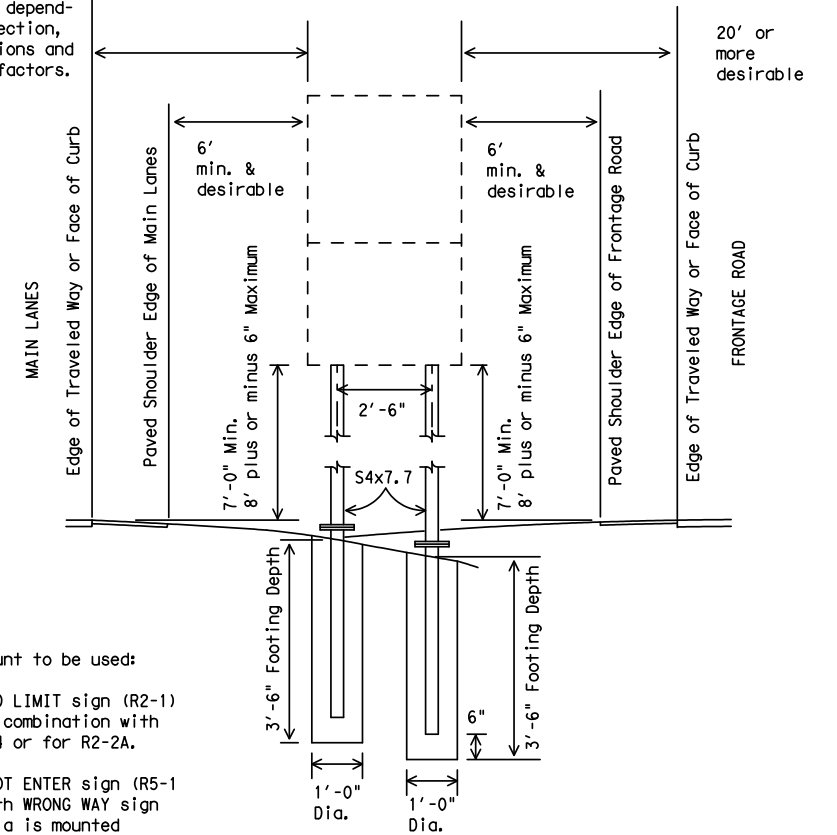 depend-
ection,
ions and
factors.
20' or
more
desirable
6'
min. &
desirable
6'
min. &
desirable
MAIN LANES
Edge of Traveled Way or Face of Curb
Paved Shoulder Edge of Main Lanes
7'-0" Min.
8' plus or minus 6" Maximum
2'-6"
S4x7.7
7'-0" Min.
8' plus or minus 6" Maximum
Paved Shoulder Edge of Frontage Road
Edge of Traveled Way or Face of Curb
FRONTAGE ROAD
3'-6" Footing Depth
3'-6" Footing Depth
6"
1'-0"
Dia.
1'-0"
Dia.
unt to be used:
LIMIT sign (R2-1)
combination with
or for R2-2A.
OT ENTER sign (R5-1
th WRONG WAY sign
a is mounted